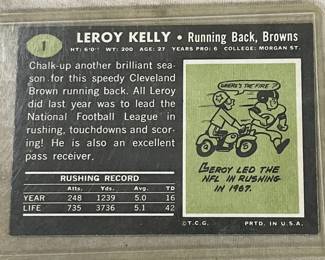 1
LEROY KELLY • Running Back, Browns
HT: 6'0" WT: 200 AGE: 27 YEARS PRO: 6 COLLEGE: MORGAN ST.
Chalk-up another brilliant sea-
son for this speedy Cleveland
Brown running back. All Leroy
did last year was to lead the
National Football League in
rushing, touchdowns and scor-
ing! He is also an excellent
pass receiver.
RUSHING RECORD
Atts. Yds. Avg. TD
YEAR 248 1239 5.0 16
LIFE 735 3736 5.1 42
WHERE'S THE FIRE?
LEROY LED THE
NFL IN RUSHING
IN 1967.
©T.C.G. PRTD. IN U.S.A.